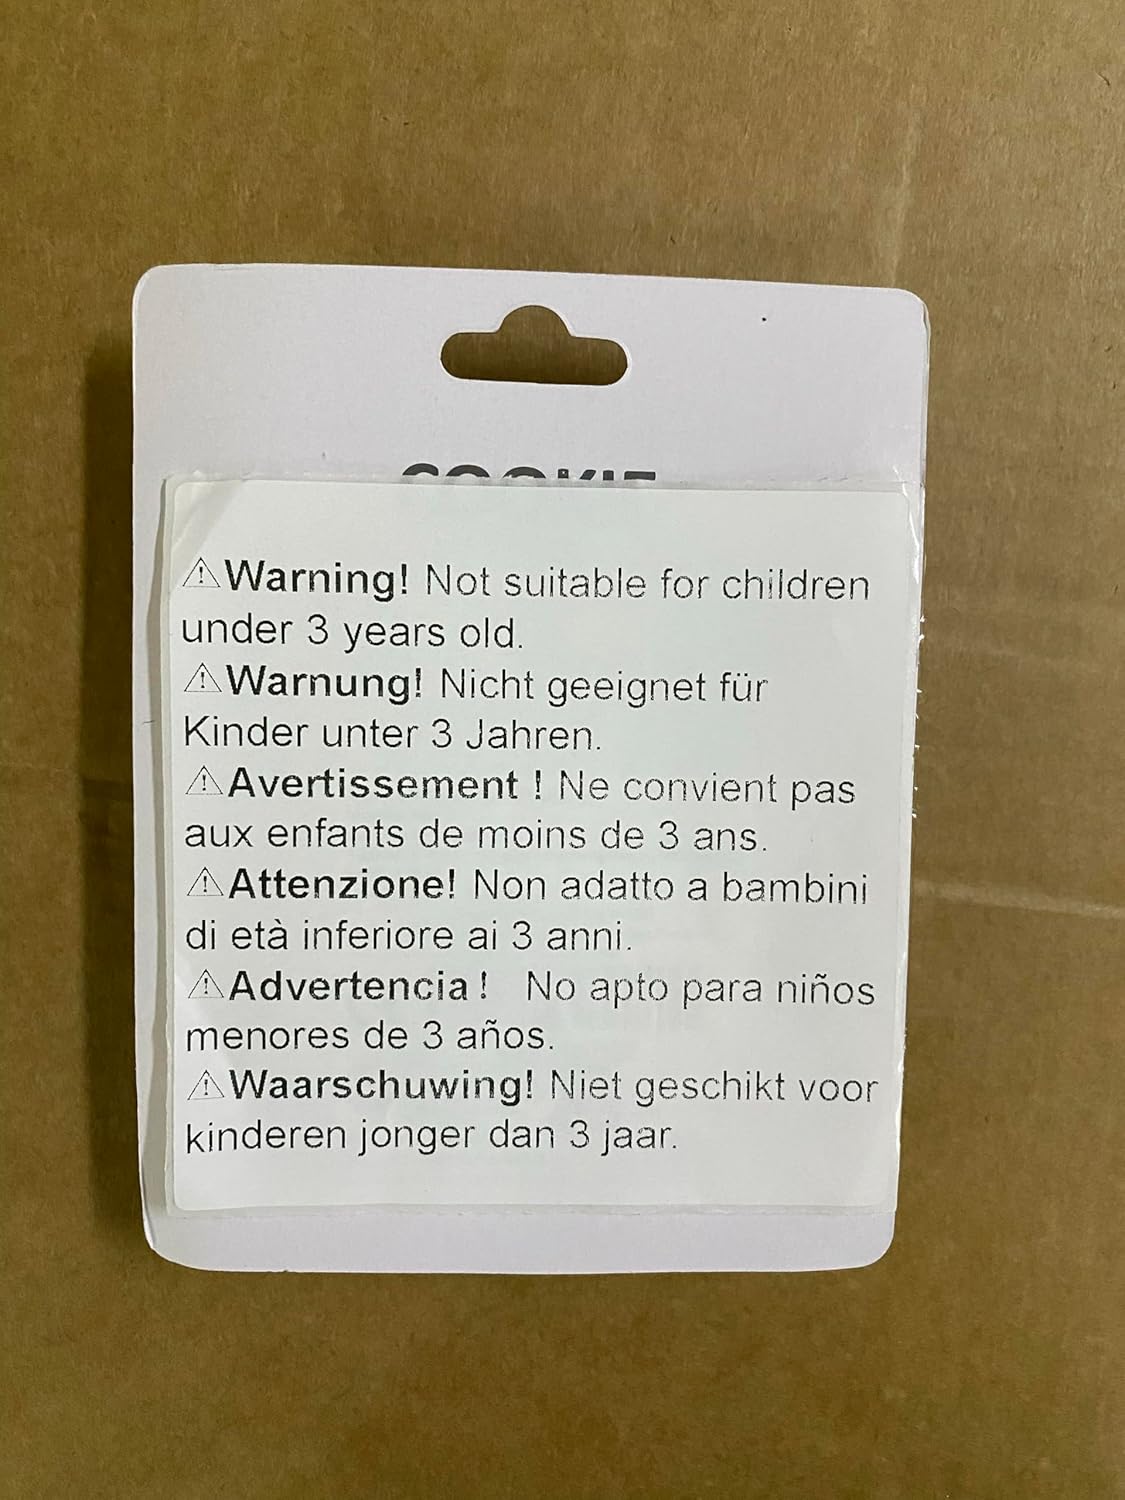 COOKIE
⚠Warning! Not suitable for children
under 3 years old.
⚠Warnung! Nicht geeignet für
Kinder unter 3 Jahren.
⚠Avertissement ! Ne convient pas
aux enfants de moins de 3 ans.
⚠Attenzione! Non adatto a bambini
di età inferiore ai 3 anni.
⚠Advertencia !   No apto para niños
menores de 3 años.
⚠Waarschuwing! Niet geschikt voor
kinderen jonger dan 3 jaar.